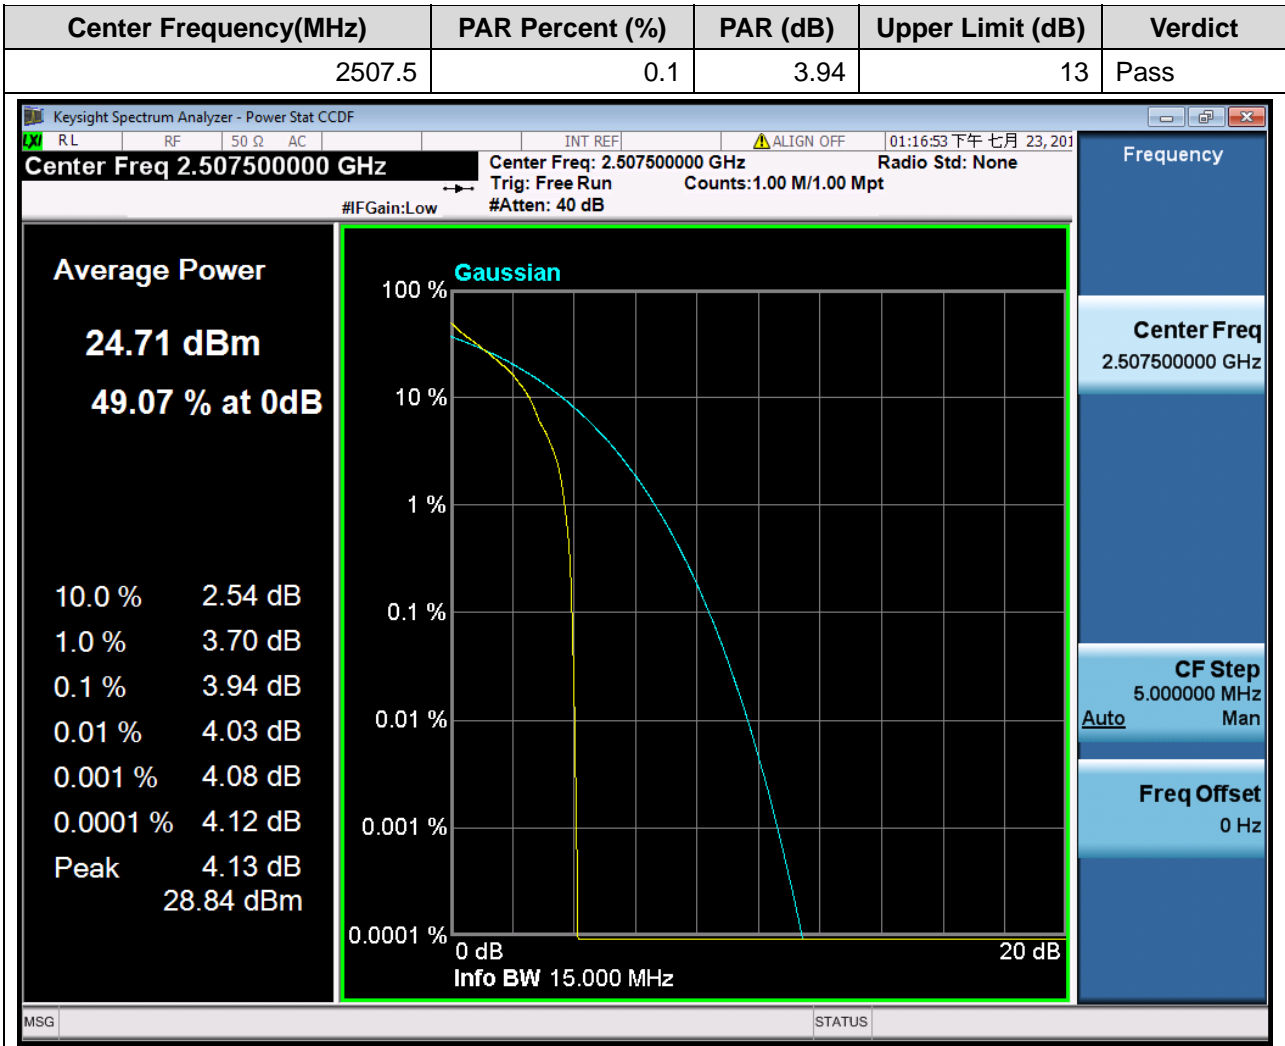 Center Frequency(MHz) PAR Percent (%) PAR (dB) Upper Limit (dB) Verdict
2507.5 0.1 3.94 13 Pass
Keysight Spectrum Analyzer - Power Stat CCDF
LXI RL RF 50 Ω AC INT REF ALIGN OFF 01:16:53 下午 七月 23, 201
Center Freq 2.507500000 GHz
Center Freq: 2.507500000 GHz Radio Std: None
Trig: Free Run Counts:1.00 M/1.00 Mpt
#IFGain:Low #Atten: 40 dB
Frequency
Average Power
24.71 dBm
49.07 % at 0dB
10.0 % 2.54 dB
1.0 % 3.70 dB
0.1 % 3.94 dB
0.01 % 4.03 dB
0.001 % 4.08 dB
0.0001 % 4.12 dB
Peak 4.13 dB
28.84 dBm
Gaussian
100 %
10 %
1 %
0.1 %
0.01 %
0.001 %
0.0001 %
0 dB 20 dB
Info BW 15.000 MHz
Center Freq
2.507500000 GHz
CF Step
5.000000 MHz
Auto Man
Freq Offset
0 Hz
MSG STATUS